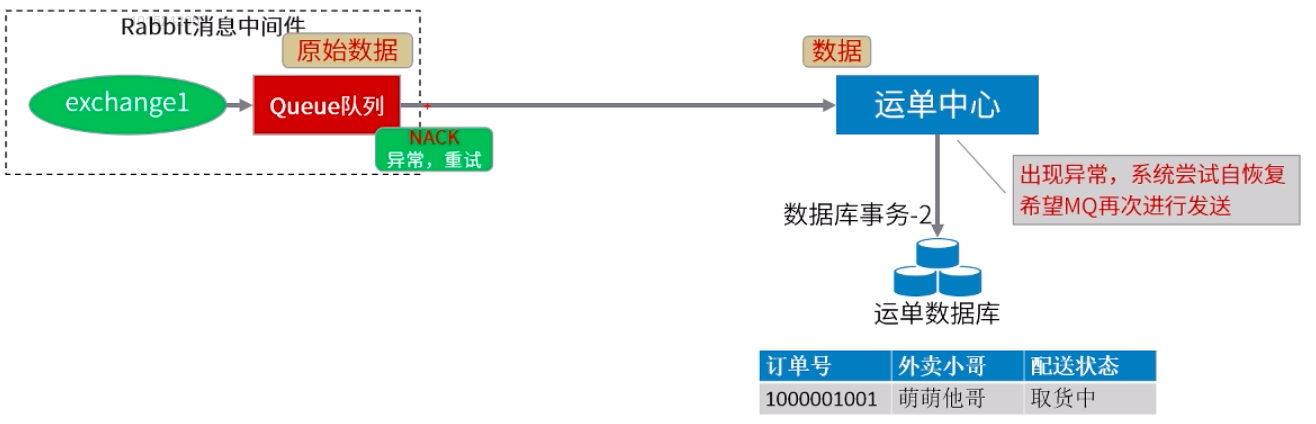 Rabbit消息中间件
原始数据
数据
exchange1
Queue队列
运单中心
NACK
异常，重试
出现异常，系统尝试自恢复
希望MQ再次进行发送
数据库事务-2
运单数据库
订单号 外卖小哥 配送状态
1000001001 萌萌他哥 取货中